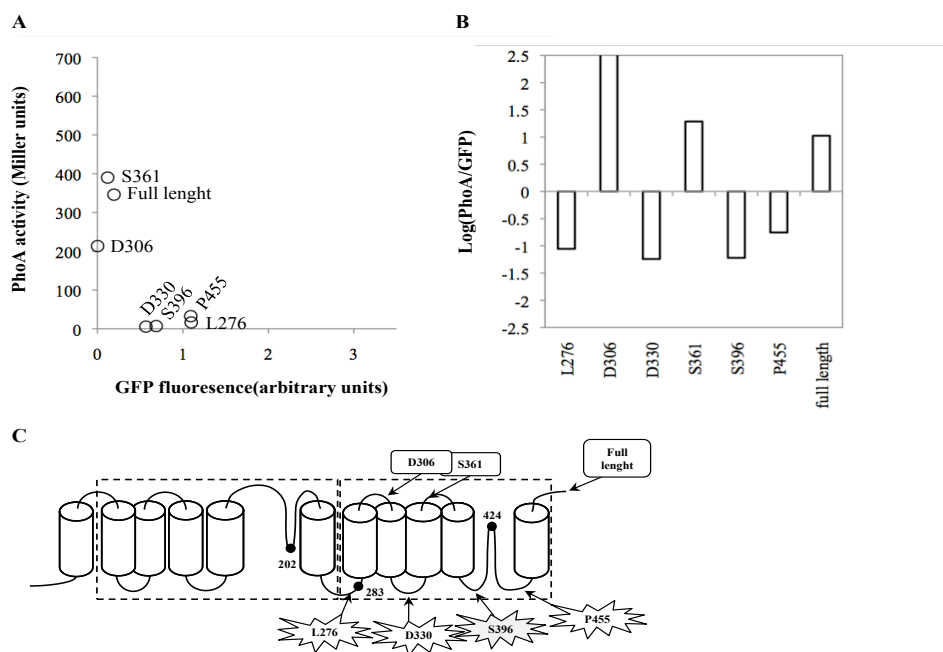 A
PhoA activity (Miller units)
700
600
500
400
300
200
100
0
S361
Full lenght
D306
D330
S396
P455
L276
0
1
2
3
GFP fluoresence(arbitrary units)
B
Log(PhoA/GFP)
2.5
2
1.5
1
0.5
0
-0.5
-1
-1.5
-2
-2.5
L276
D306
D330
S361
S396
P455
full length
C
D306
S361
Full
lenght
424
202
283
L276
D330
S396
P455